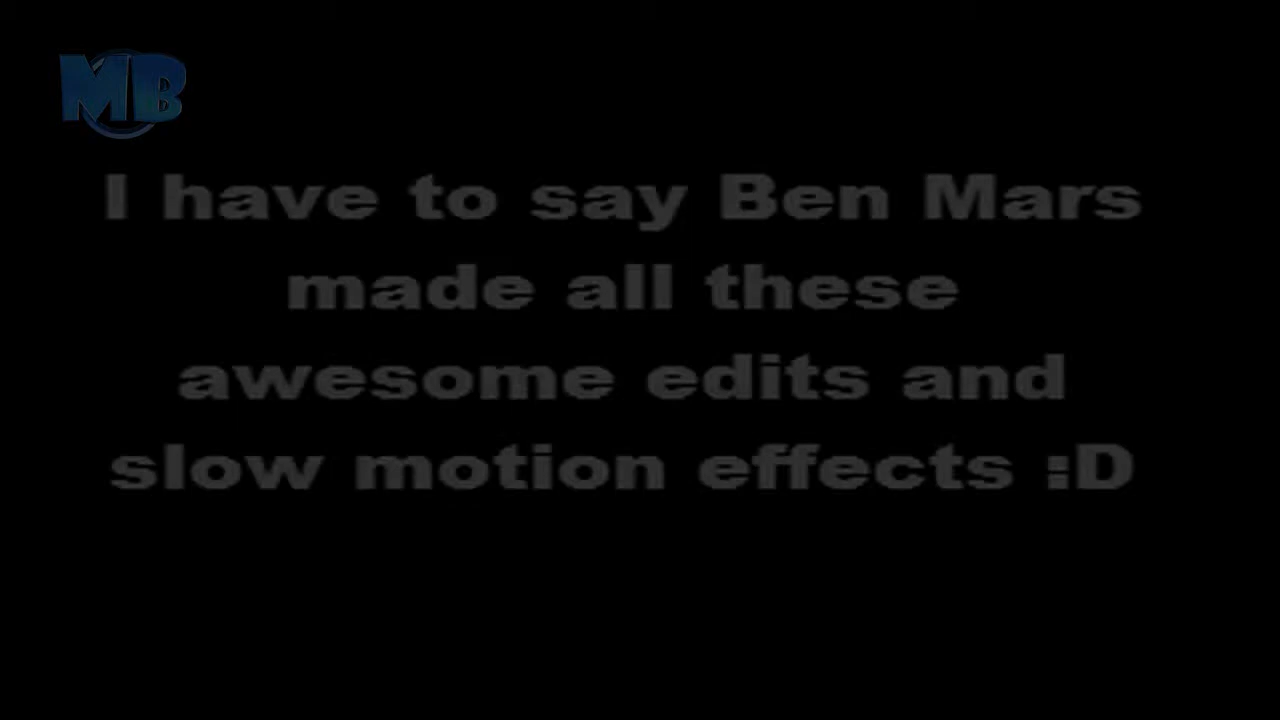 MB
I have to say Ben Mars
made all these
awesome edits and
slow motion effects :D